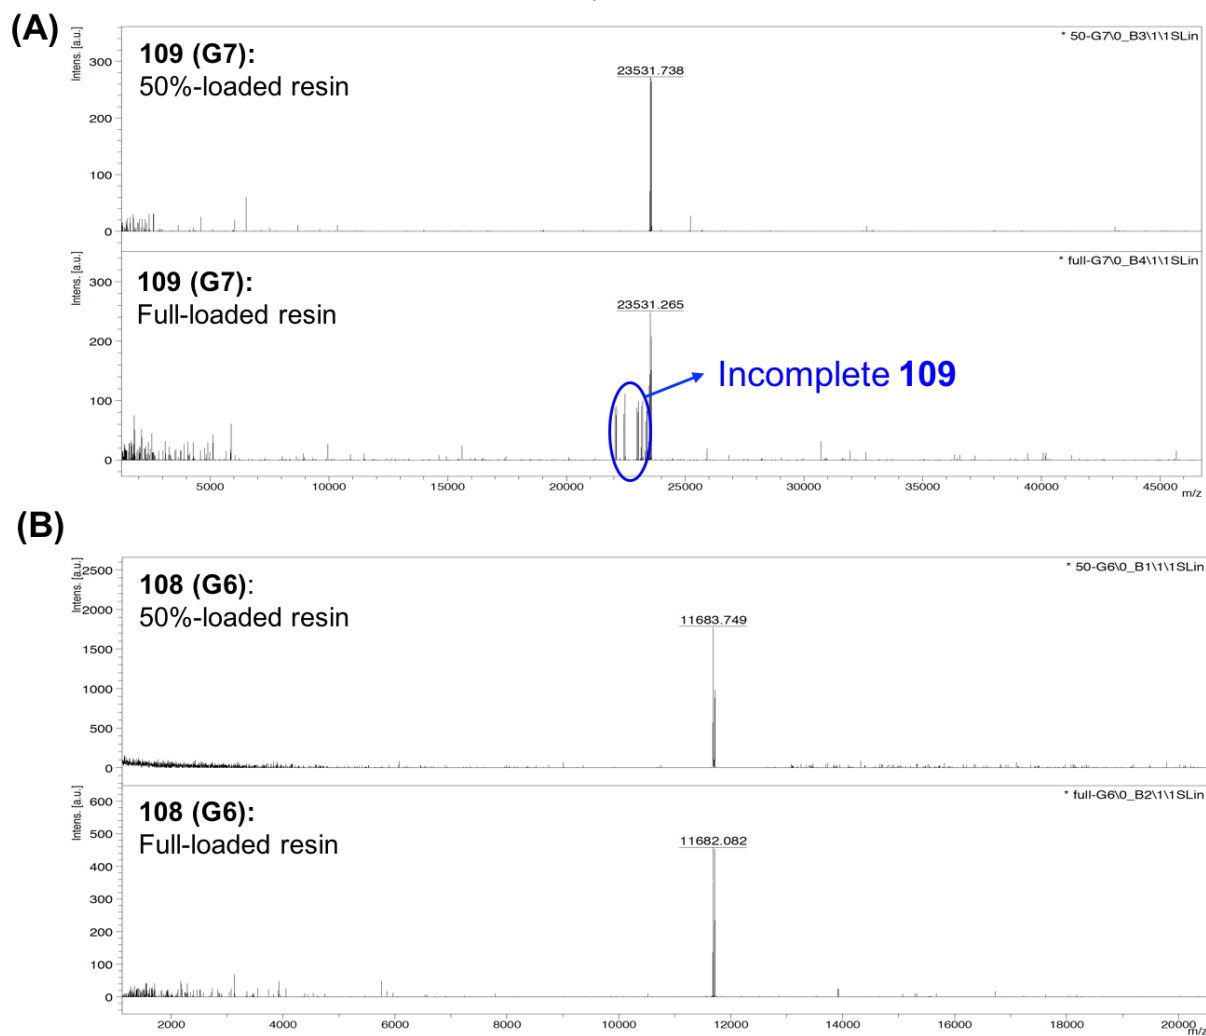 (A)
* 50-G7\0_B3\1\1SLin
109 (G7):
50%-loaded resin
Intens. [a.u.]
23531.738
300
200
100
0
* full-G7\0_B4\1\1SLin
109 (G7):
Full-loaded resin
Intens. [a.u.]
23531.265
Incomplete 109
300
200
100
0
5000 10000 15000 20000 25000 30000 35000 40000 45000
m/z
(B)
* 50-G6\0_B1\1\1SLin
108 (G6):
50%-loaded resin
Intens. [a.u.]
11683.749
2500
2000
1500
1000
500
0
* full-G6\0_B2\1\1SLin
108 (G6):
Full-loaded resin
Intens. [a.u.]
11682.082
600
500
400
300
200
100
0
2000 4000 6000 8000 10000 12000 14000 16000 18000 20000
m/z